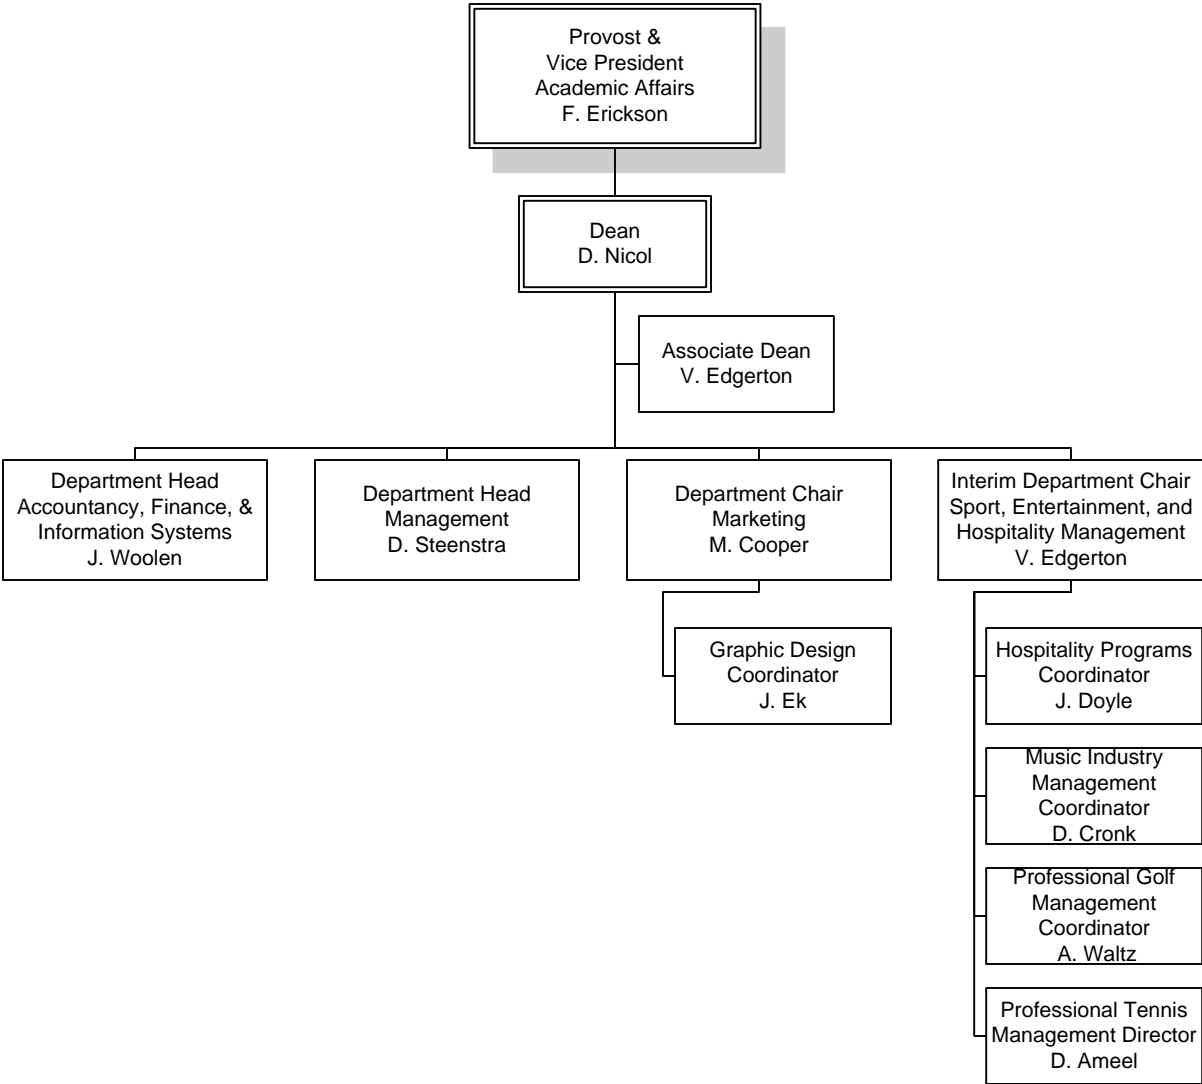 Provost &
Vice President
Academic Affairs
F. Erickson
Dean
D. Nicol
Associate Dean
V. Edgerton
Department Head
Accountancy, Finance, &
Information Systems
J. Woolen
Department Head
Management
D. Steenstra
Department Chair
Marketing
M. Cooper
Interim Department Chair
Sport, Entertainment, and
Hospitality Management
V. Edgerton
Graphic Design
Coordinator
J. Ek
Hospitality Programs
Coordinator
J. Doyle
Music Industry
Management
Coordinator
D. Cronk
Professional Golf
Management
Coordinator
A. Waltz
Professional Tennis
Management Director
D. Ameel